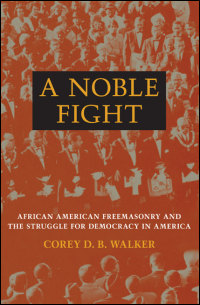 A NOBLE
FIGHT
AFRICAN AMERICAN FREEMASONRY AND
THE STRUGGLE FOR DEMOCRACY IN AMERICA
COREY D. B. WALKER